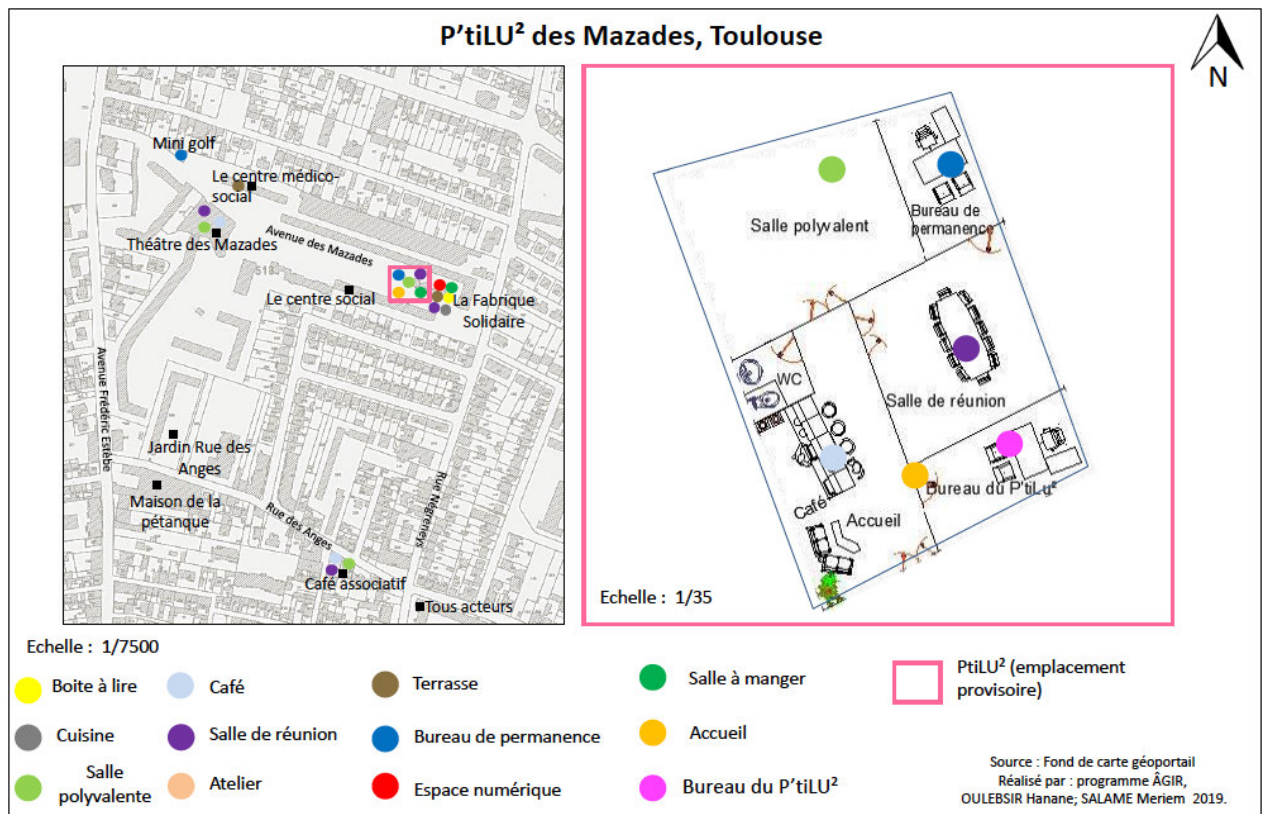 P'tiLU² des Mazades, Toulouse
N
Mini golf
Le centre médico-
social
Théâtre des Mazades
Avenue des Mazades
518
Le centre social
La Fabrique
Solidaire
Avenue Frédéric Estèbe
Jardin Rue des
Anges
Maison de la
pétanque
Rue des Anges
Rue Négreneys
Café associatif
Tous acteurs
Salle polyvalent
Bureau de
permanence
WC
Salle de réunion
Café
Accueil
Bureau du P'tiLu²
Echelle : 1/35
Echelle : 1/7500
Boite à lire
Café
Terrasse
Salle à manger
PtiLU² (emplacement
provisoire)
Cuisine
Salle de réunion
Bureau de permanence
Accueil
Salle
polyvalente
Atelier
Espace numérique
Bureau du P'tiLU²
Source : Fond de carte géoportail
Réalisé par : programme ÂGIR,
OULEBSIR Hanane; SALAME Meriem 2019.